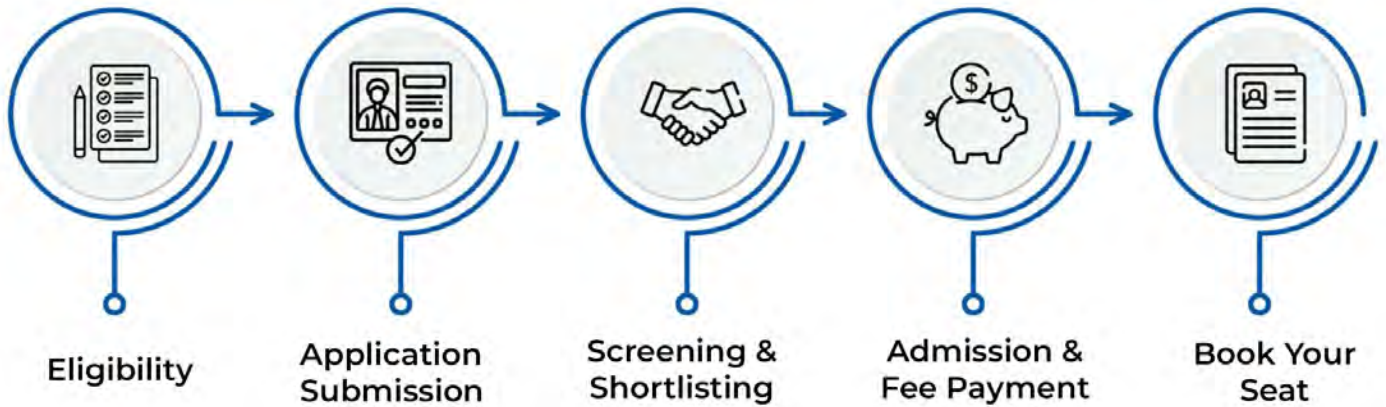 $
Eligibility
Application
Submission
Screening &
Shortlisting
Admission &
Fee Payment
Book Your
Seat